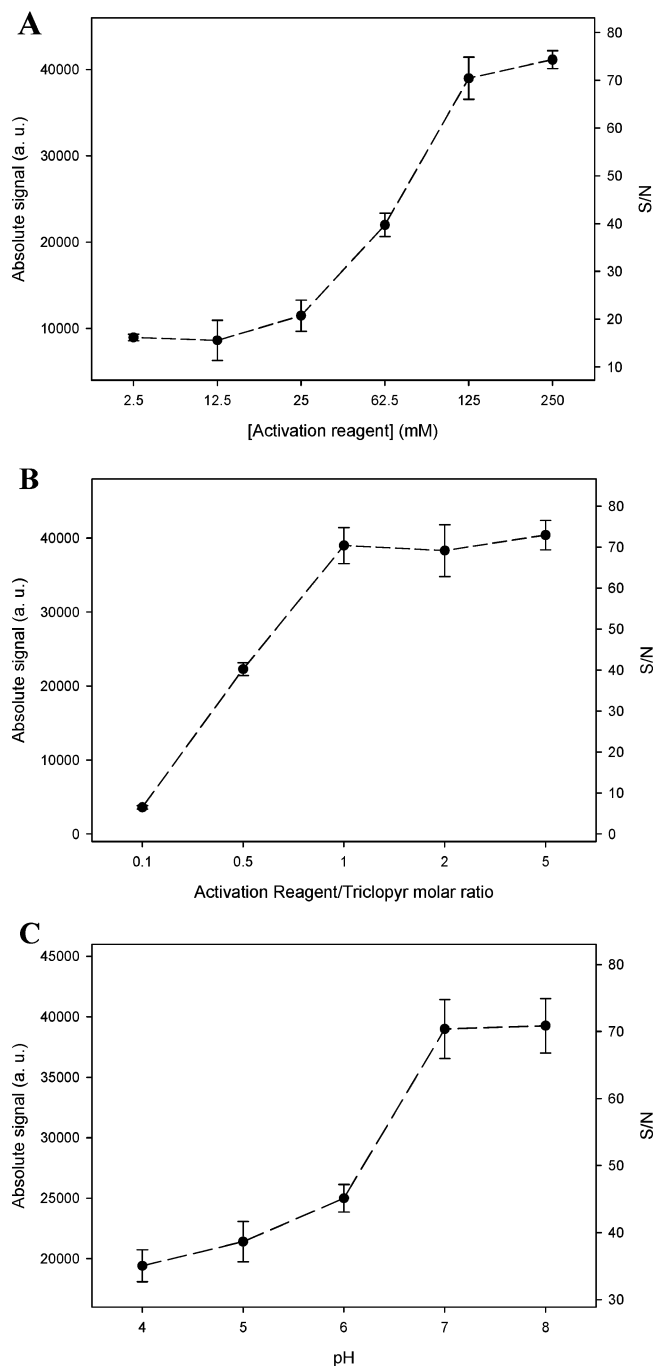 A
Absolute signal (a. u.)
40000
30000
20000
10000
80
70
60
50
40
30
20
10
S/N
2.5 12.5 25 62.5 125 250
[Activation reagent] (mM)
B
Absolute signal (a. u.)
40000
30000
20000
10000
0
80
70
60
50
40
30
20
10
0
S/N
0.1 0.5 1 2 5
Activation Reagent/Triclopyr molar ratio
C
Absolute signal (a. u.)
45000
40000
35000
30000
25000
20000
80
70
60
50
40
30
S/N
4 5 6 7 8
pH